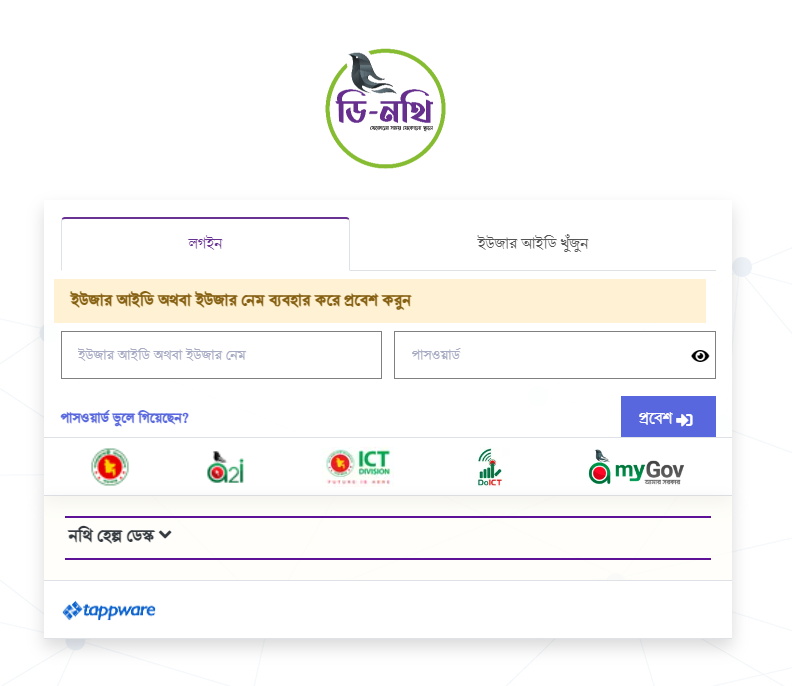 ডি-নথি
যেকোনো সময় যেকোনো স্থানে
লগইন
ইউজার আইডি খুঁজুন
ইউজার আইডি অথবা ইউজার নেম ব্যবহার করে প্রবেশ করুন
ইউজার আইডি অথবা ইউজার নেম
পাসওয়ার্ড
পাসওয়ার্ড ভুলে গিয়েছেন?
প্রবেশ
a2i
ICT
DIVISION
FUTURE IS HERE
DoICT
myGov
আমার সরকার
নথি হেল্প ডেস্ক
tappware